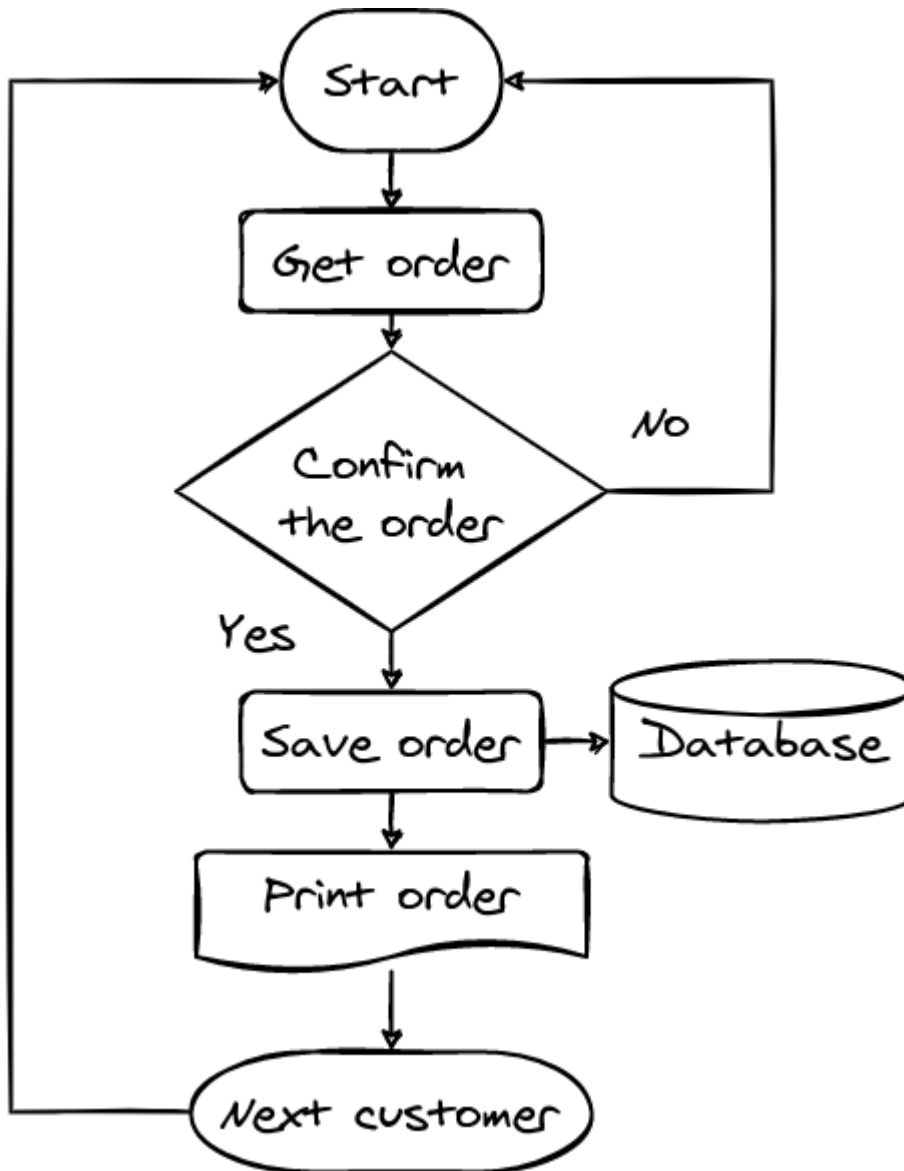 Start
Get order
No
Confirm
the order
Yes
Save order
Database
Print order
Next customer